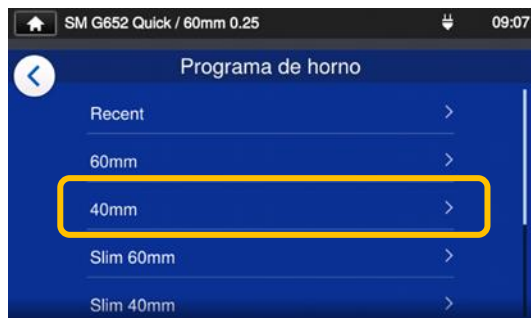 SM G652 Quick / 60mm 0.25 09:07
Programa de horno
Recent
60mm
40mm
Slim 60mm
Slim 40mm